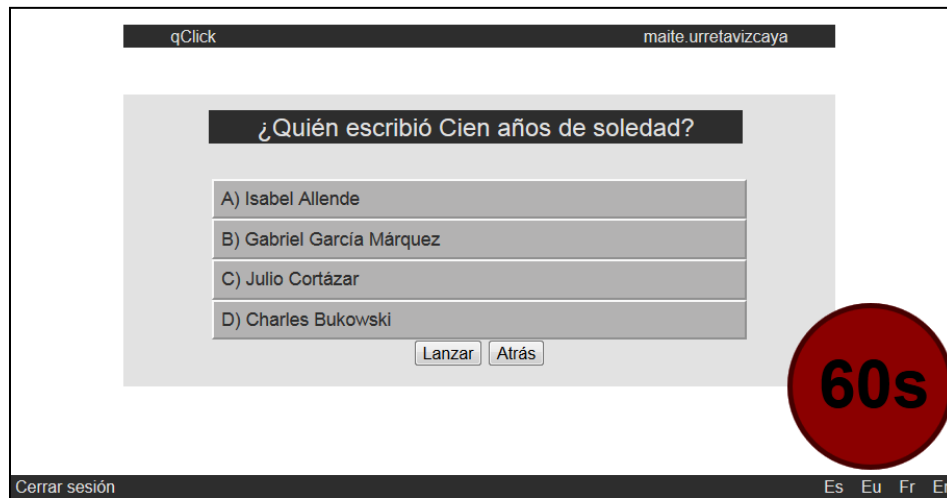 qClick maite.urretavizcaya
¿Quién escribió Cien años de soledad?
A) Isabel Allende
B) Gabriel García Márquez
C) Julio Cortázar
D) Charles Bukowski
Lanzar Atrás
60s
Cerrar sesión Es Eu Fr En